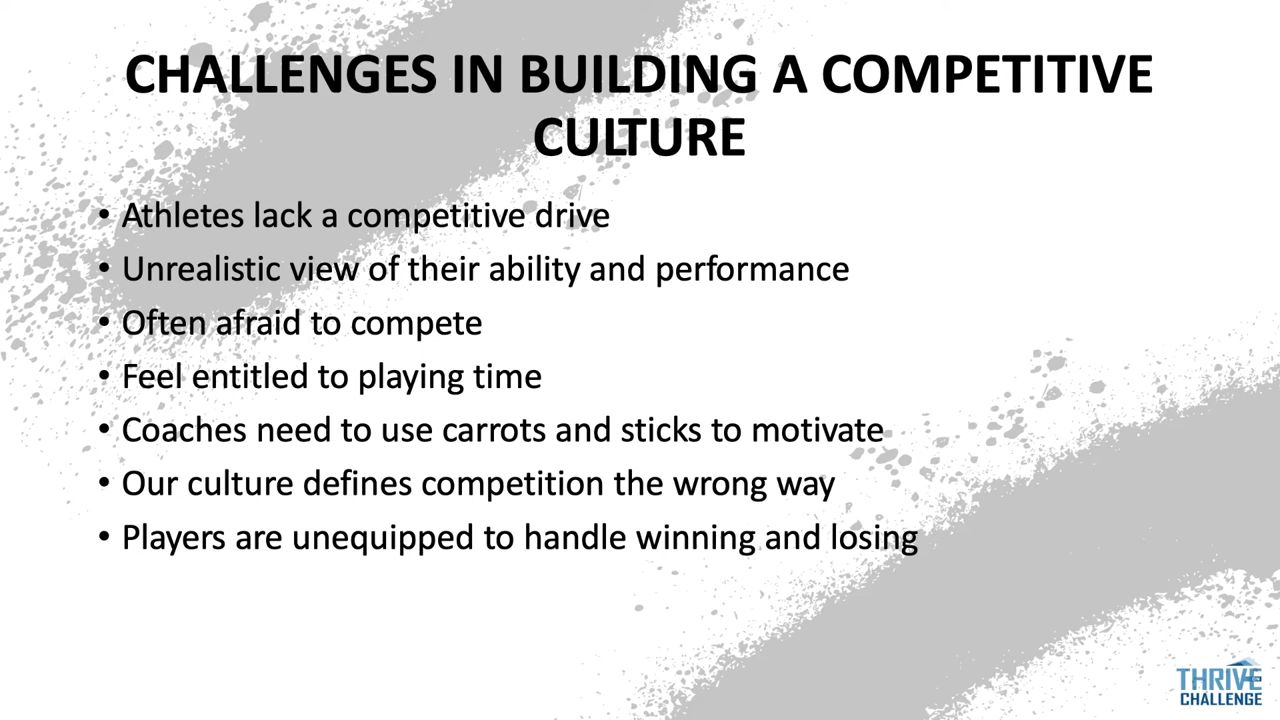 CHALLENGES IN BUILDING A COMPETITIVE
CULTURE
• Athletes lack a competitive drive
• Unrealistic view of their ability and performance
• Often afraid to compete
• Feel entitled to playing time
• Coaches need to use carrots and sticks to motivate
• Our culture defines competition the wrong way
• Players are unequipped to handle winning and losing
THRIVE
CHALLENGE